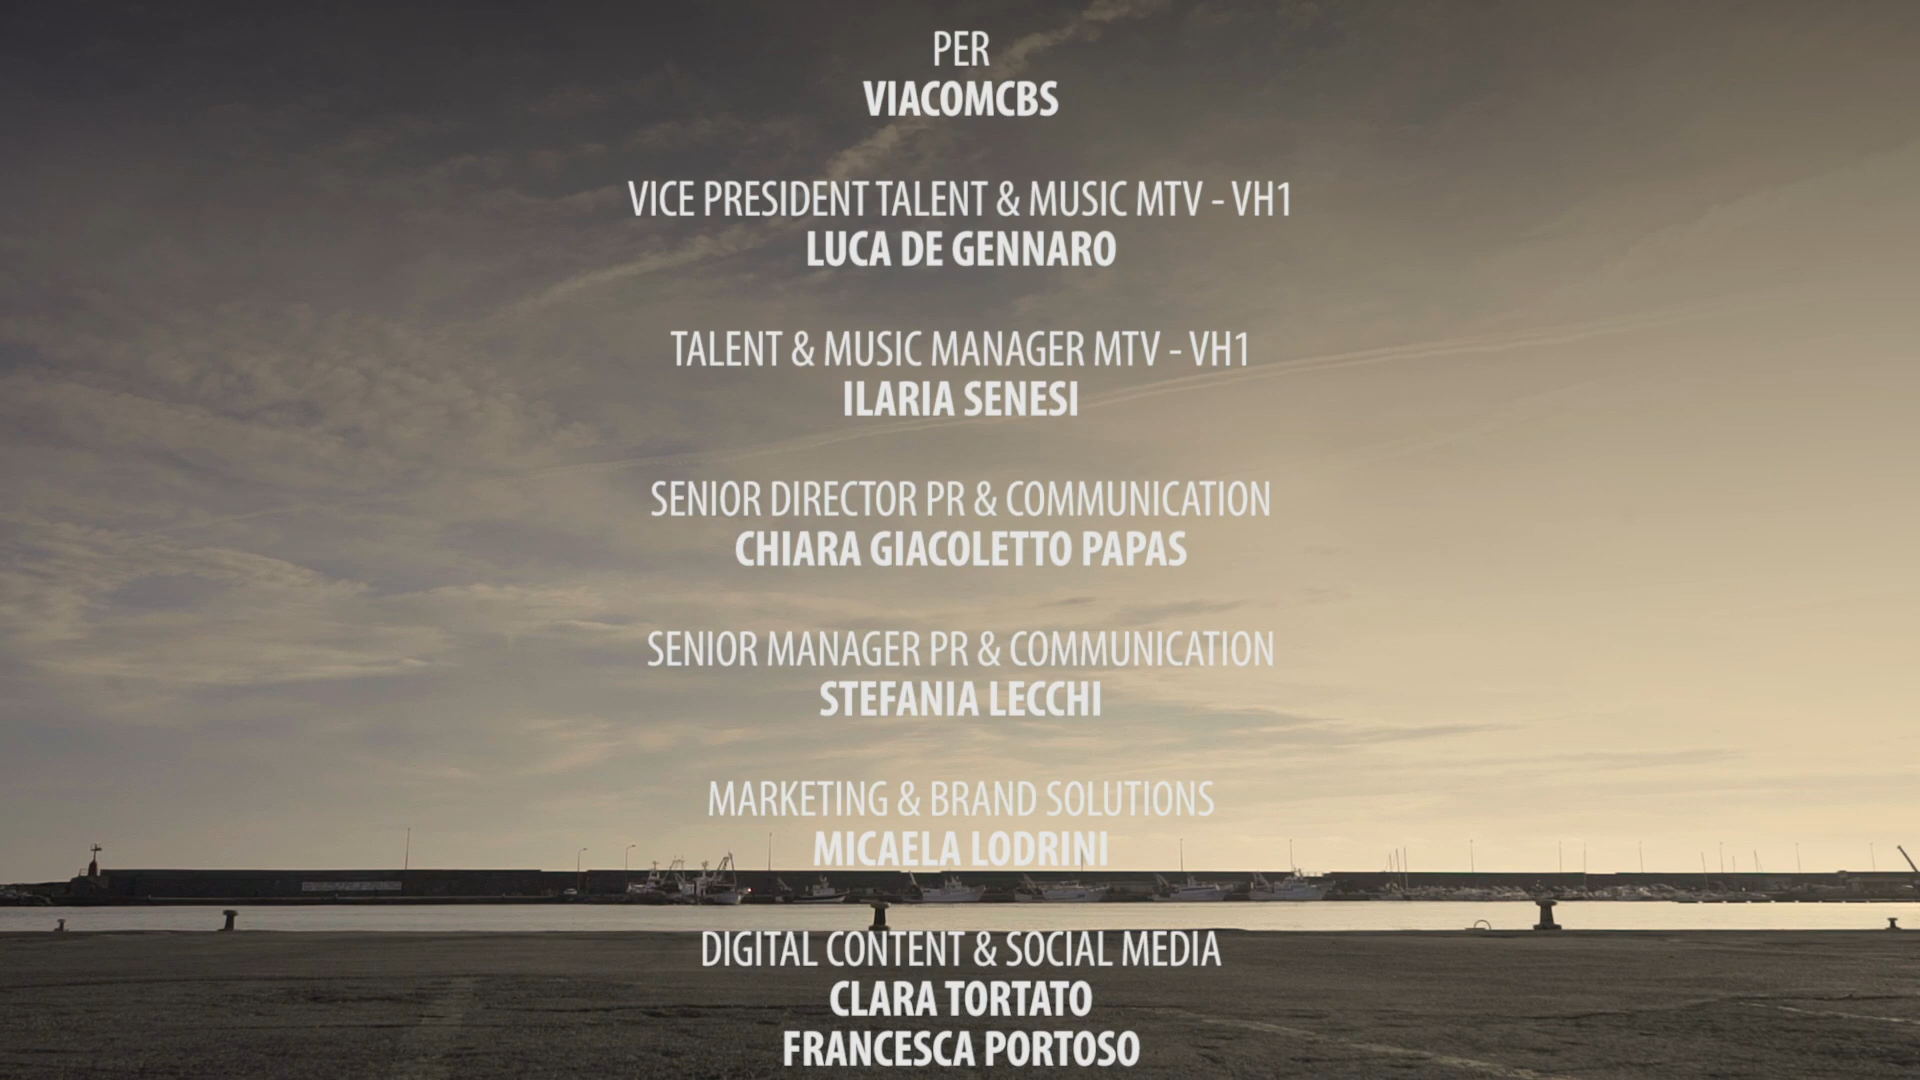 PER
VIACOMCBS
VICE PRESIDENT TALENT & MUSIC MTV - VH1
LUCA DE GENNARO
TALENT & MUSIC MANAGER MTV - VH1
ILARIA SENESI
SENIOR DIRECTOR PR & COMMUNICATION
CHIARA GIACOLETTO PAPAS
SENIOR MANAGER PR & COMMUNICATION
STEFANIA LECCHI
MARKETING & BRAND SOLUTIONS
MICAELA LODRINI
DIGITAL CONTENT & SOCIAL MEDIA
CLARA TORTATO
FRANCESCA PORTOSO